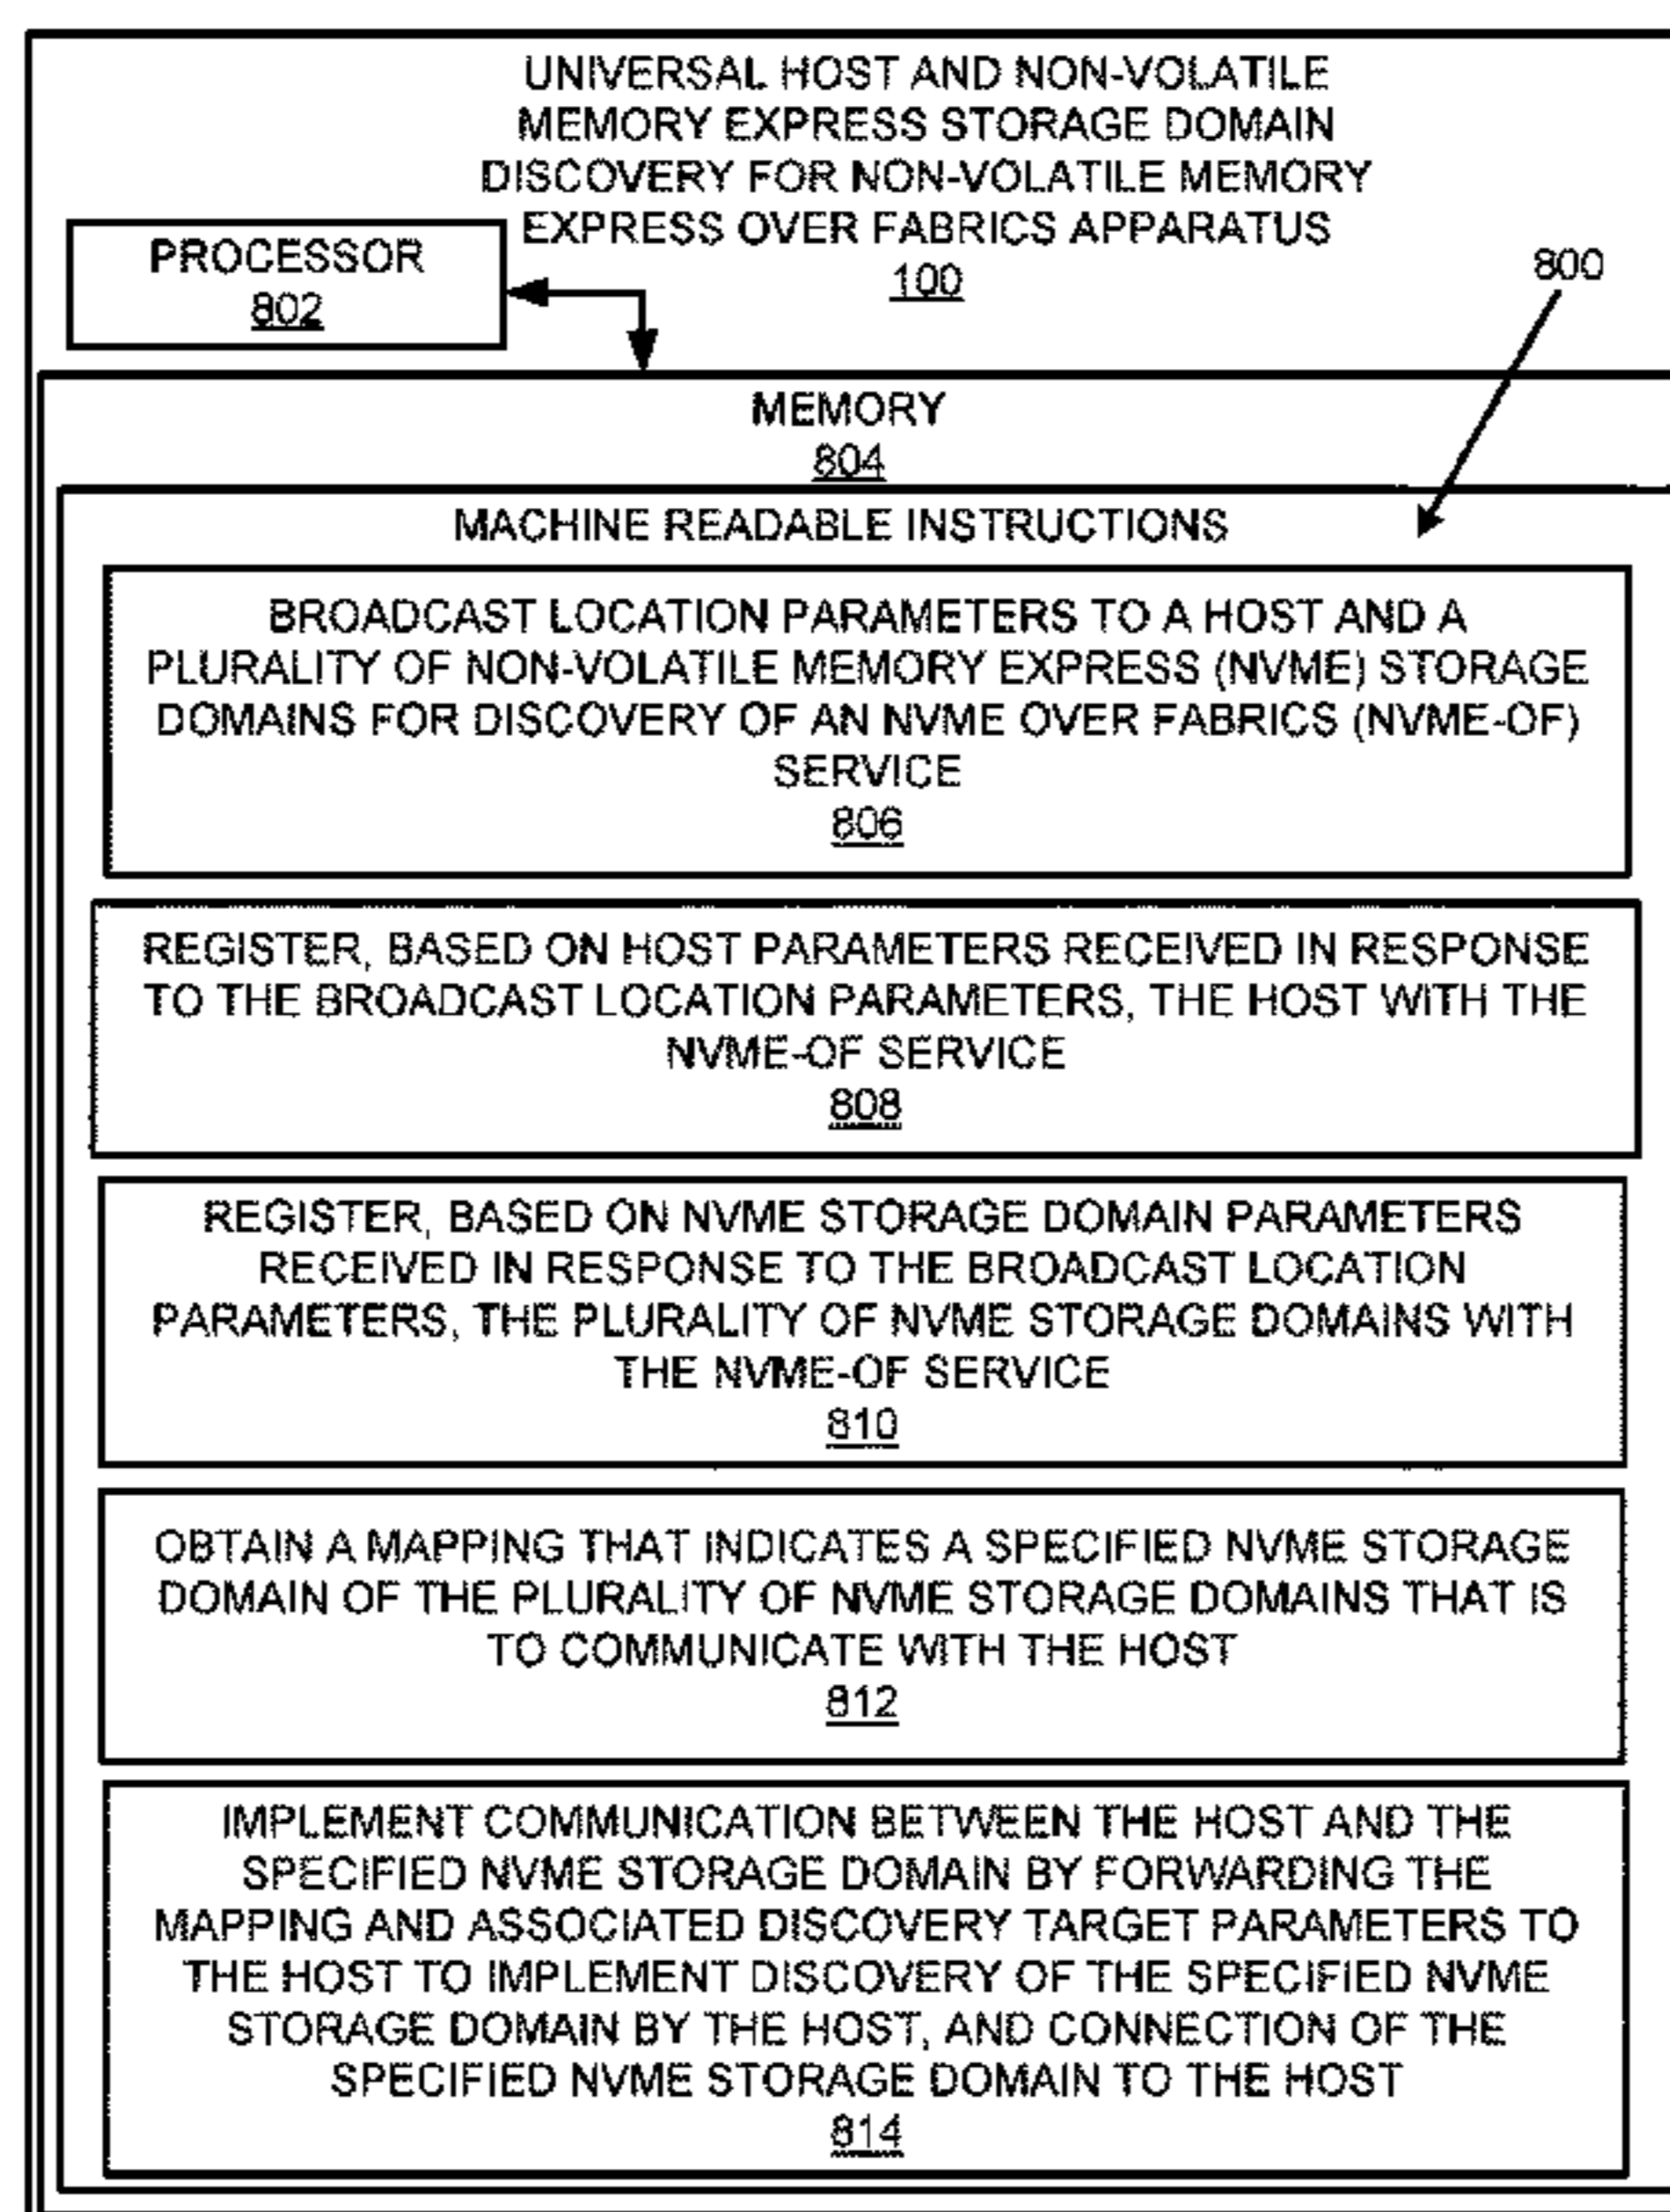 UNIVERSAL HOST AND NON-VOLATILE
MEMORY EXPRESS STORAGE DOMAIN
DISCOVERY FOR NON-VOLATILE MEMORY
EXPRESS OVER FABRICS APPARATUS
100
PROCESSOR
802
800
MEMORY
804
MACHINE READABLE INSTRUCTIONS
BROADCAST LOCATION PARAMETERS TO A HOST AND A
PLURALITY OF NON-VOLATILE MEMORY EXPRESS (NVME) STORAGE
DOMAINS FOR DISCOVERY OF AN NVME OVER FABRICS (NVME-OF)
SERVICE
806
REGISTER, BASED ON HOST PARAMETERS RECEIVED IN RESPONSE
TO THE BROADCAST LOCATION PARAMETERS, THE HOST WITH THE
NVME-OF SERVICE
808
REGISTER, BASED ON NVME STORAGE DOMAIN PARAMETERS
RECEIVED IN RESPONSE TO THE BROADCAST LOCATION
PARAMETERS, THE PLURALITY OF NVME STORAGE DOMAINS WITH
THE NVME-OF SERVICE
810
OBTAIN A MAPPING THAT INDICATES A SPECIFIED NVME STORAGE
DOMAIN OF THE PLURALITY OF NVME STORAGE DOMAINS THAT IS
TO COMMUNICATE WITH THE HOST
812
IMPLEMENT COMMUNICATION BETWEEN THE HOST AND THE
SPECIFIED NVME STORAGE DOMAIN BY FORWARDING THE
MAPPING AND ASSOCIATED DISCOVERY TARGET PARAMETERS TO
THE HOST TO IMPLEMENT DISCOVERY OF THE SPECIFIED NVME
STORAGE DOMAIN BY THE HOST, AND CONNECTION OF THE
SPECIFIED NVME STORAGE DOMAIN TO THE HOST
814